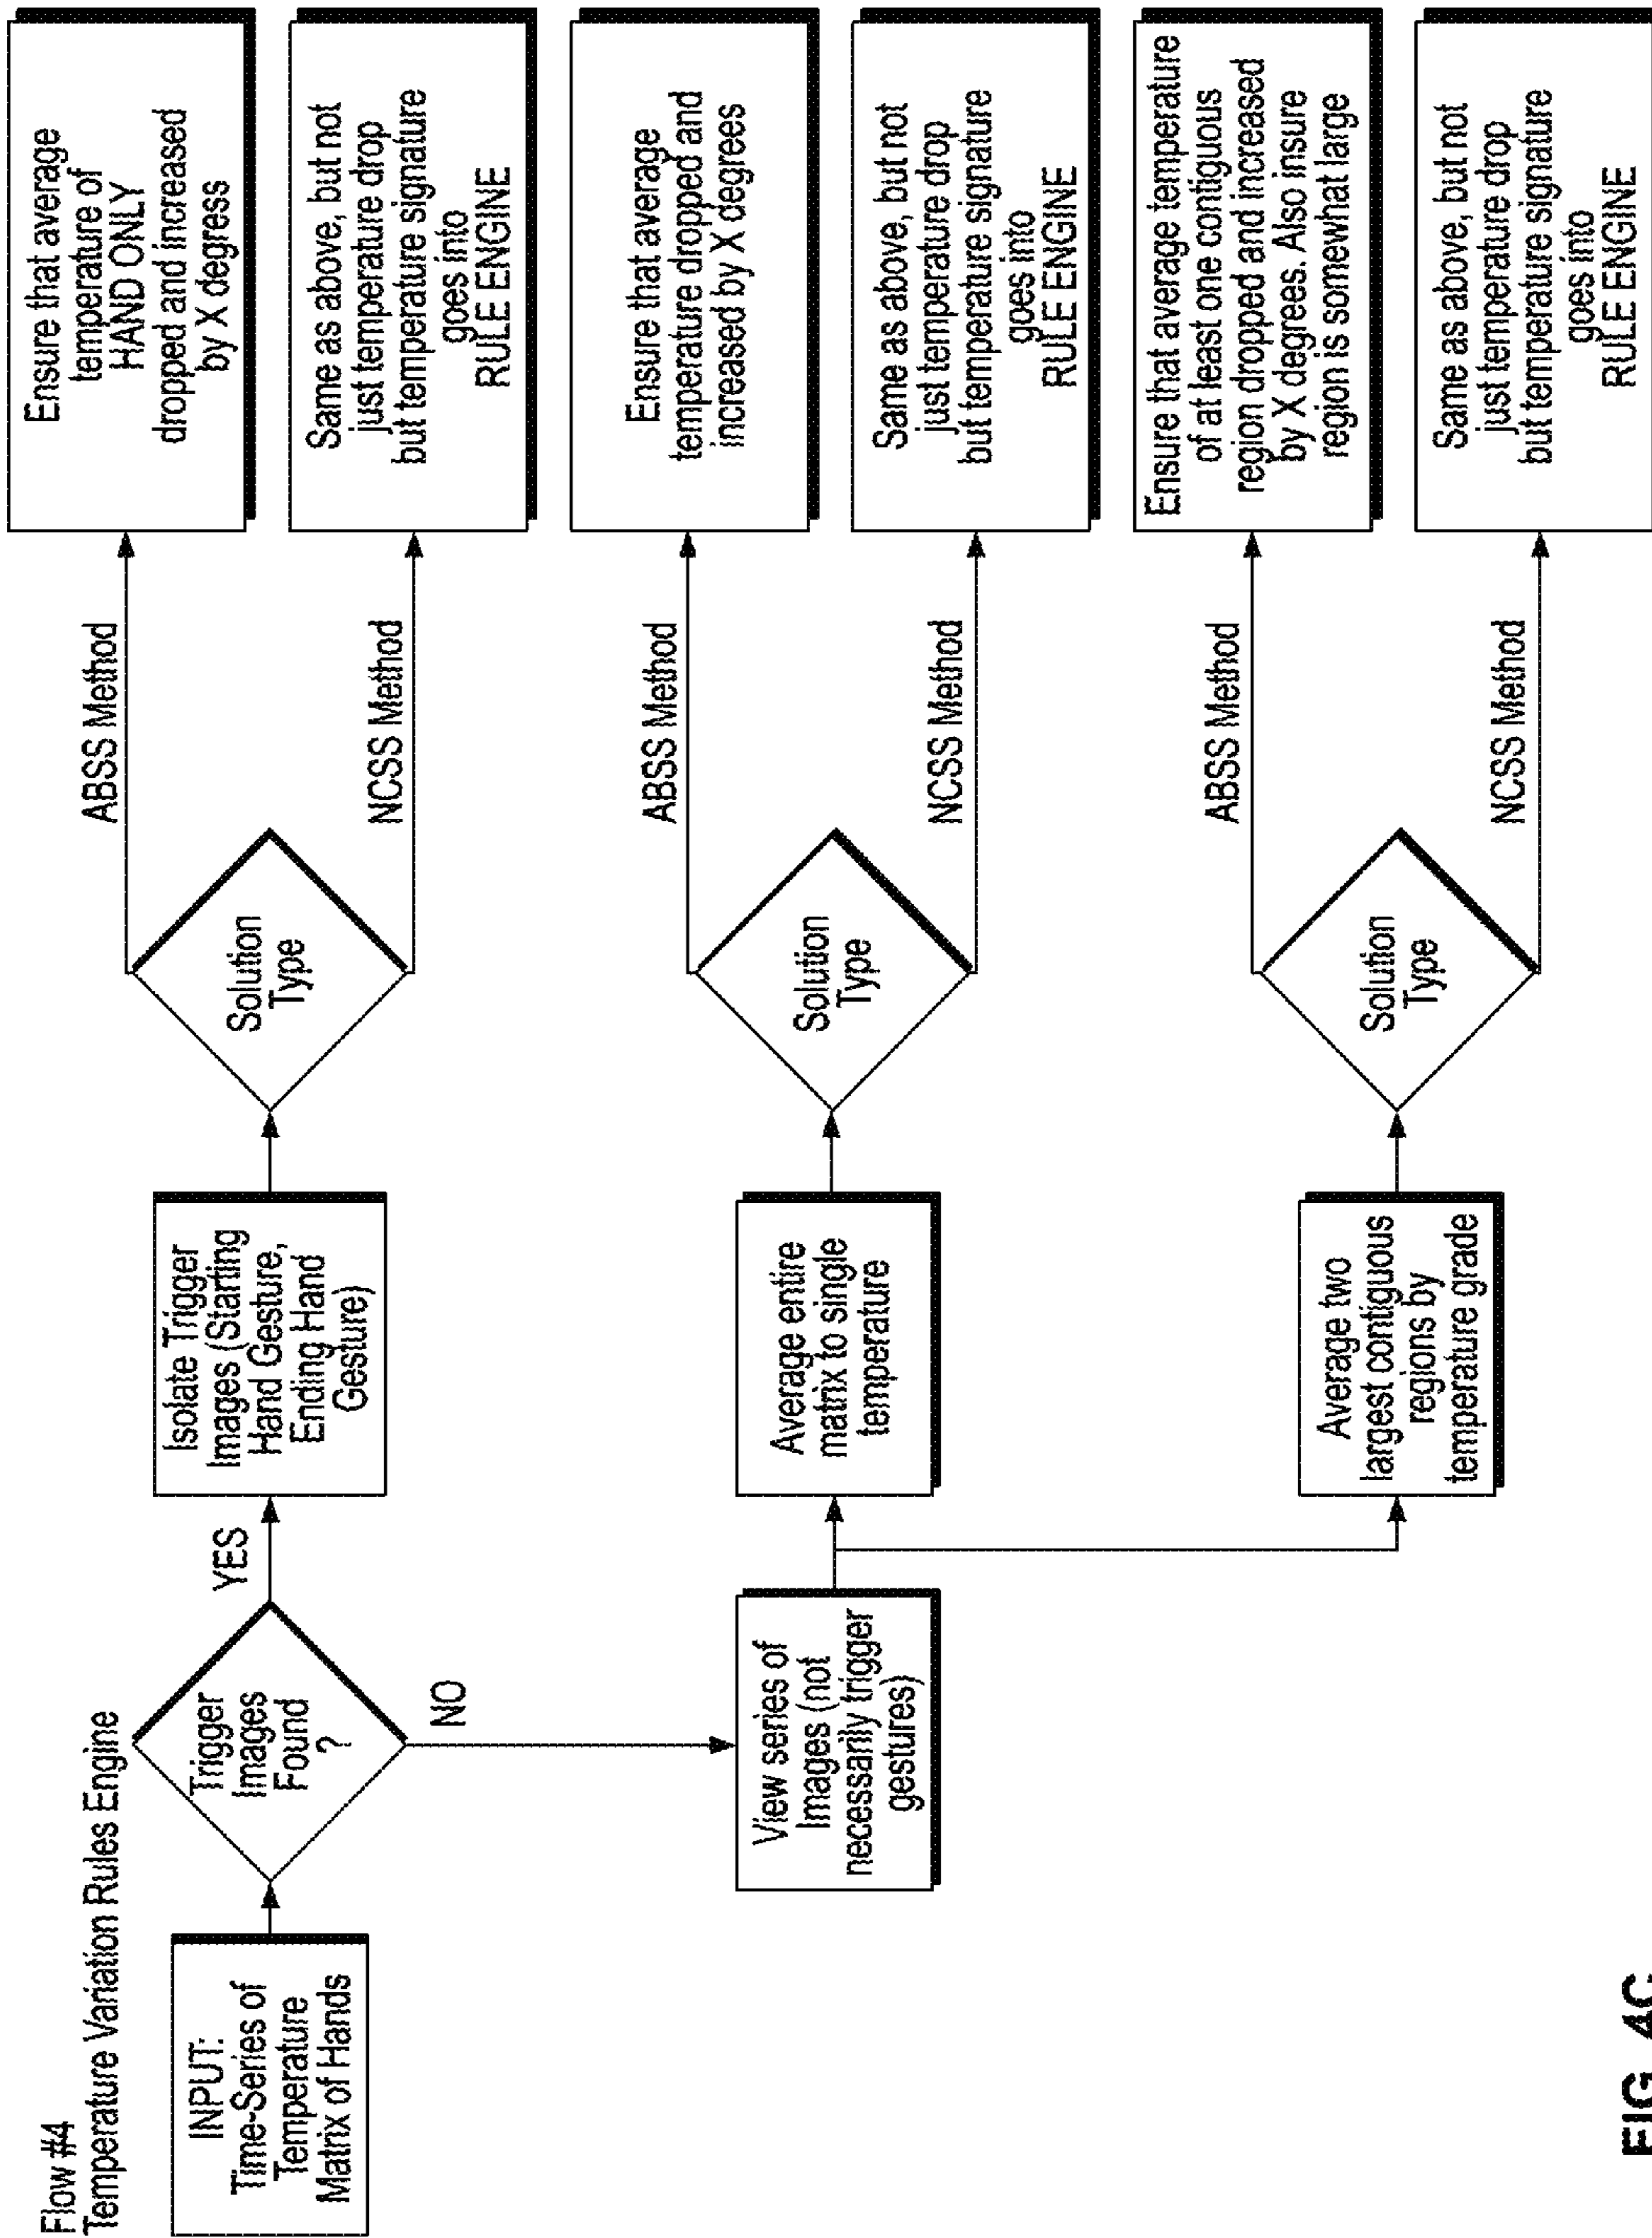 Flow #4
Temperature Variation Rules Engine
INPUT:
Time-Series of
Temperature
Matrix of Hands
Trigger
Images
Found
?
YES
NO
Isolate Trigger
Images (Starting
Hand Gesture,
Ending Hand
Gesture)
Solution
Type
ABSS Method
NCSS Method
Ensure that average
temperature of
HAND ONLY
dropped and increased
by X degress
Same as above, but not
just temperature drop
but temperature signature
goes into
RULE ENGINE
View series of
Images (not
necessarily trigger
gestures)
Average entire
matrix to single
temperature
Solution
Type
ABSS Method
NCSS Method
Ensure that average
temperature dropped and
increased by X degrees
Same as above, but not
just temperature drop
but temperature signature
goes into
RULE ENGINE
Average two
largest contiguous
regions by
temperature grade
Solution
Type
ABSS Method
NCSS Method
Ensure that average temperature
of at least one contiguous
region dropped and increased
by X degrees. Also insure
region is somewhat large
Same as above, but not
just temperature drop
but temperature signature
goes into
RULE ENGINE
FIG. 4C